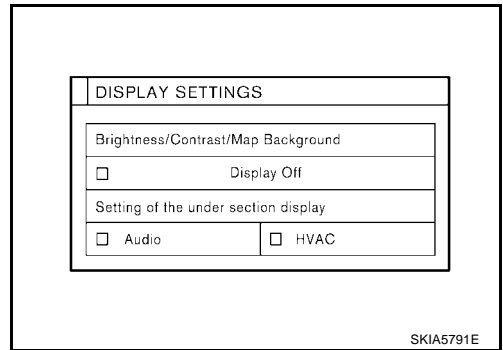 DISPLAY SETTINGS
Brightness/Contrast/Map Background
Display Off
Setting of the under section display
Audio
HVAC
SKIA5791E